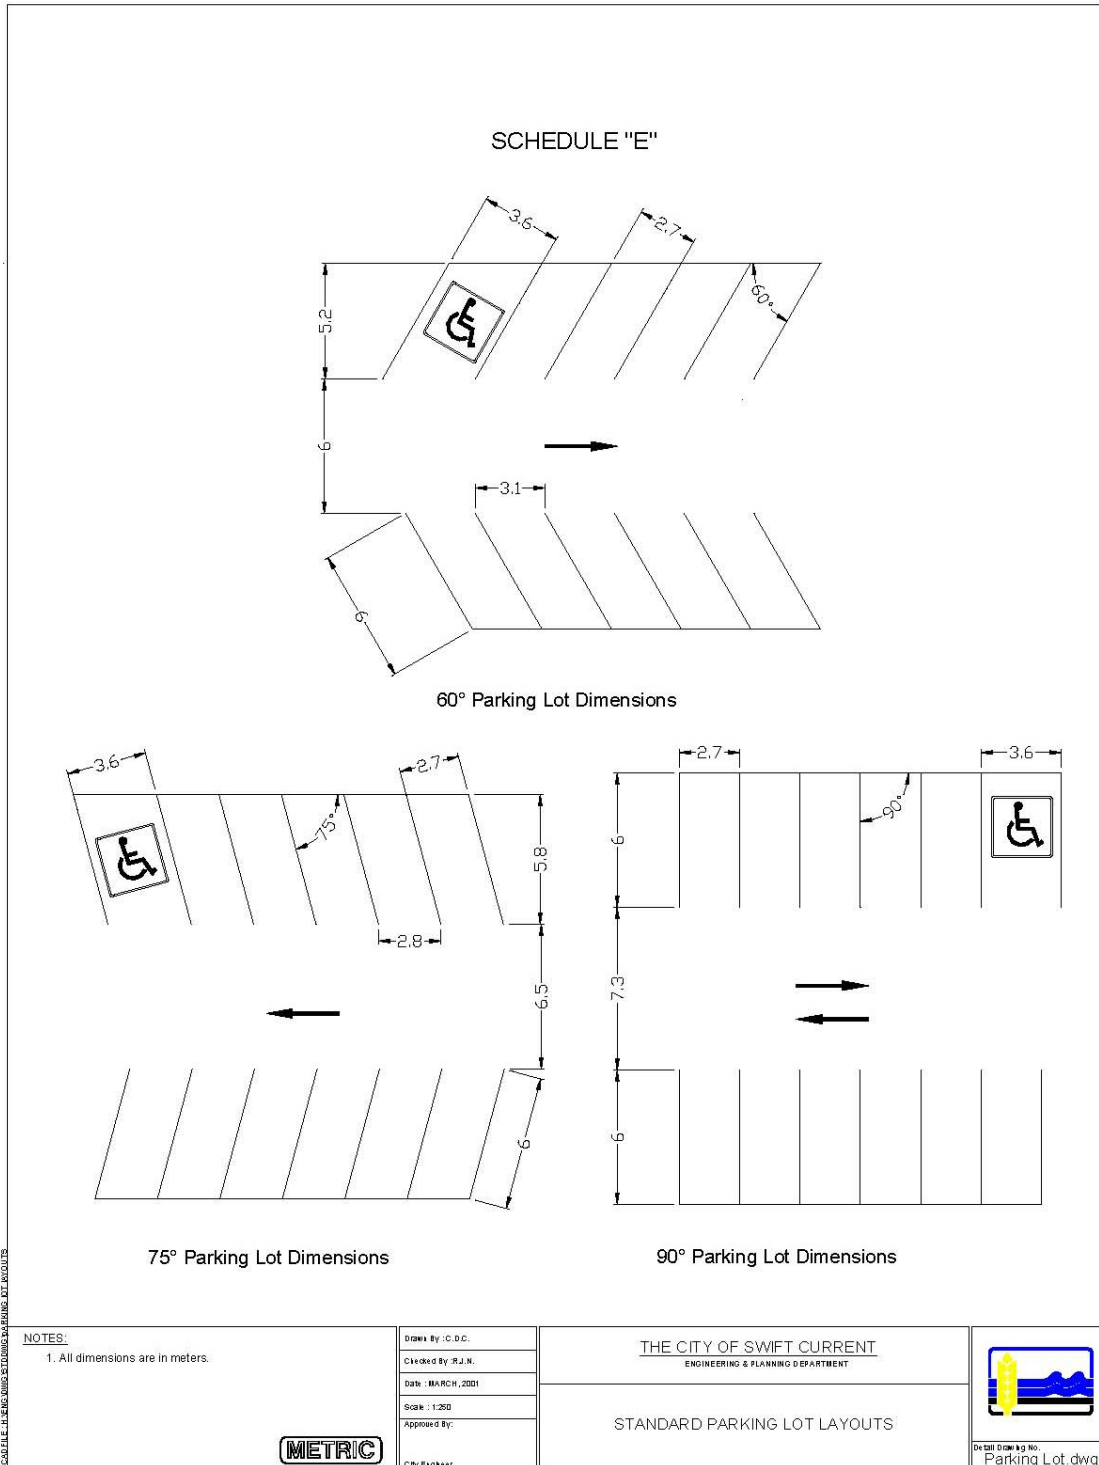 SCHEDULE "E"
3.6
2.7
60°
5.2
6
3.1
6
60° Parking Lot Dimensions
3.6
2.7
75°
5.8
2.8
6.5
6
75° Parking Lot Dimensions
2.7
3.6
90°
6
7.3
6
90° Parking Lot Dimensions
NOTES:
1. All dimensions are in meters.
METRIC
Drawn By : C.D.C.
Checked By : R.J.N.
Date : MARCH, 2001
Scale : 1:250
Approved By:
City Engineer
THE CITY OF SWIFT CURRENT
ENGINEERING & PLANNING DEPARTMENT
STANDARD PARKING LOT LAYOUTS
Detail Drawing No.
Parking Lot.dwg